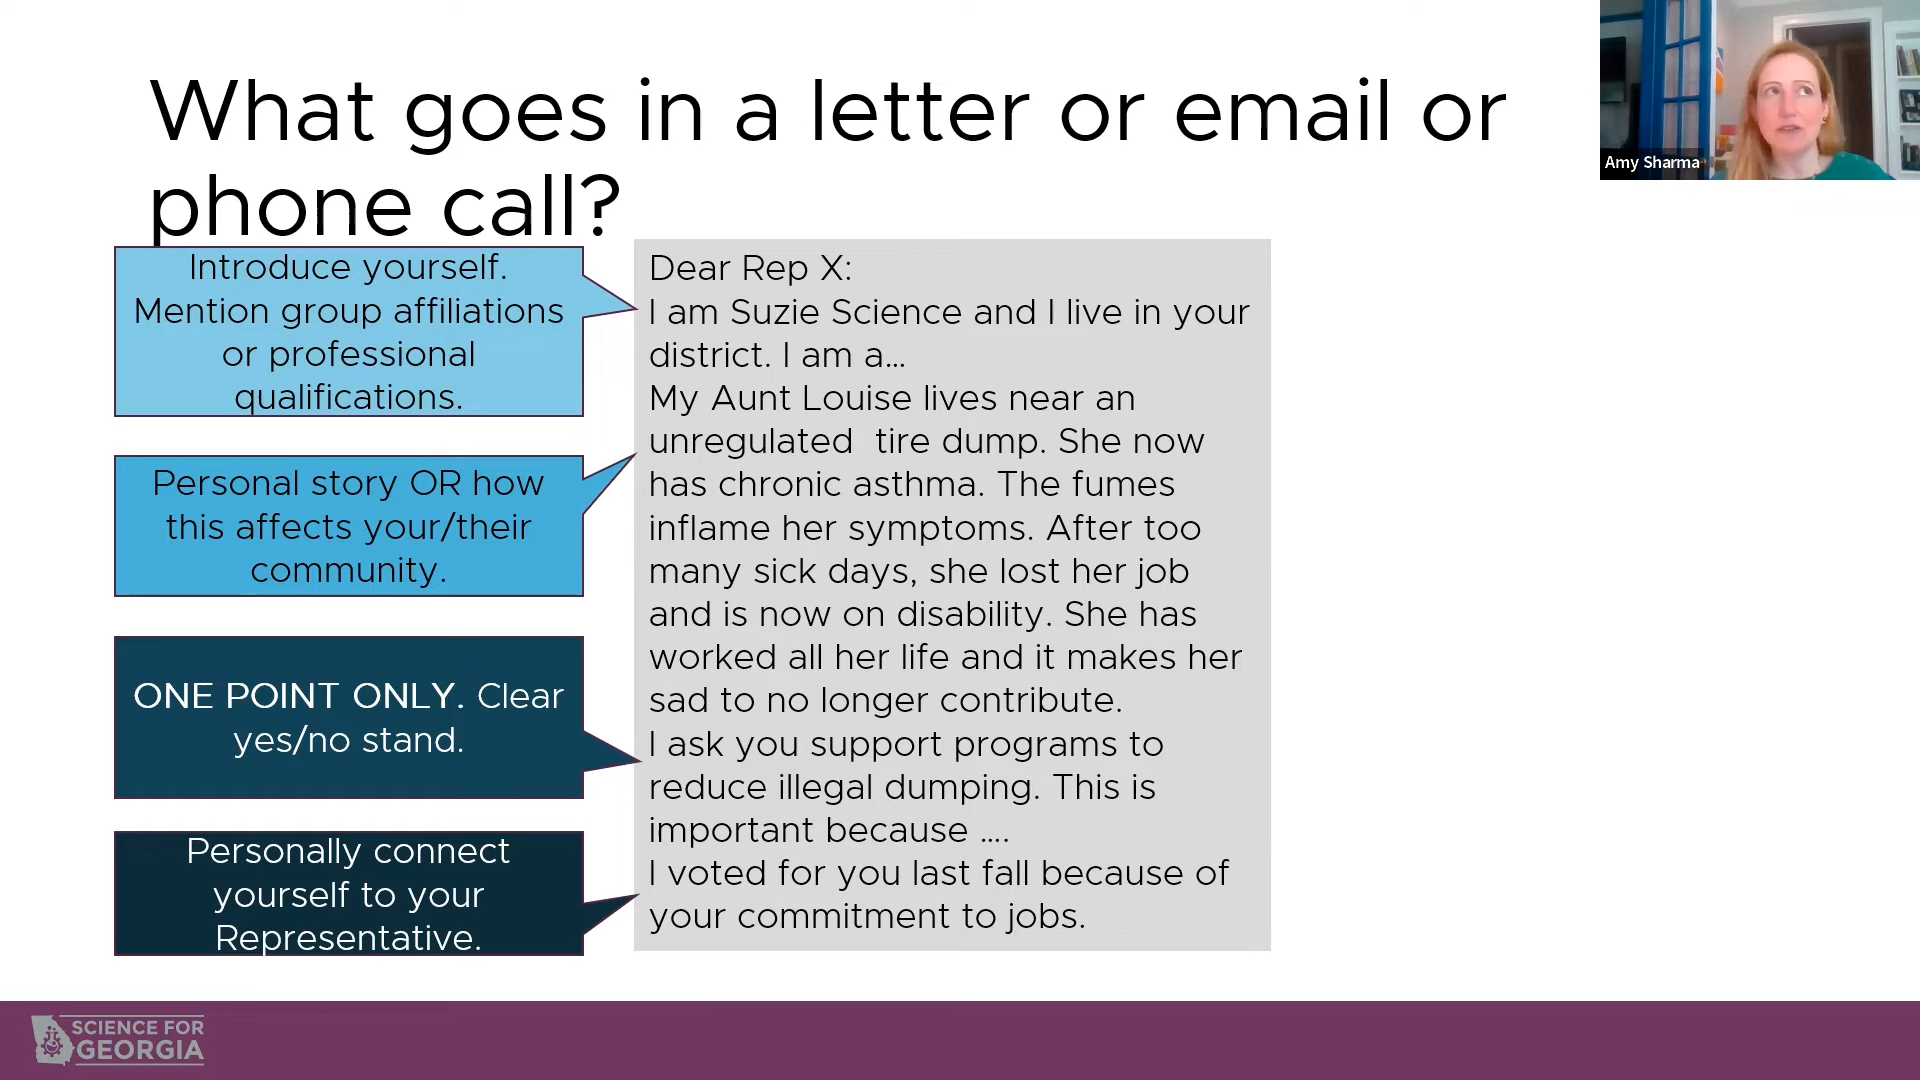 What goes in a letter or email or
phone call?
Amy Sharma
Introduce yourself.
Mention group affiliations
or professional
qualifications.
Personal story OR how
this affects your/their
community.
ONE POINT ONLY. Clear
yes/no stand.
Personally connect
yourself to your
Representative.
Dear Rep X:
I am Suzie Science and I live in your
district. I am a…
My Aunt Louise lives near an
unregulated  tire dump. She now
has chronic asthma. The fumes
inflame her symptoms. After too
many sick days, she lost her job
and is now on disability. She has
worked all her life and it makes her
sad to no longer contribute.
I ask you support programs to
reduce illegal dumping. This is
important because ….
I voted for you last fall because of
your commitment to jobs.
SCIENCE FOR
GEORGIA